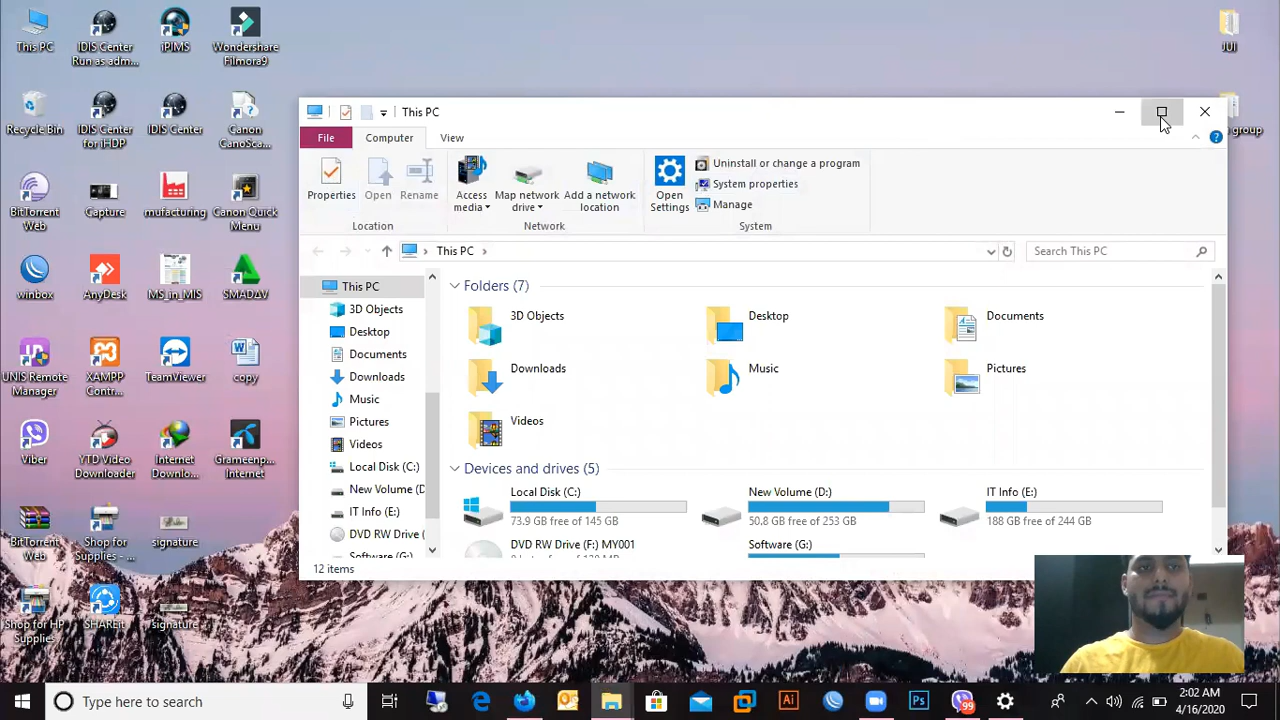 This PC
IDIS Center
Run as adm...
iPIMS
Wondershare
Filmora9
JUI
Recycle Bin
IDIS Center
for iHDP
IDIS Center
Canon
CanoSca...
group
BitTorrent
Web
Capture
mufacturing
Canon Quick
Menu
winbox
AnyDesk
MS_in_MIS
SMADΔV
UNIS Remote
Manager
XAMPP
Contr...
TeamViewer
copy
Viber
YTD Video
Downloader
Internet
Downlo...
Grameenp...
Internet
BitTorrent
Web
Shop for
Supplies - ...
signature
Shop for HP
Supplies
SHAREit
signature
This PC
File
Computer
View
Properties
Open
Rename
Access
media
Map network
drive
Add a network
location
Open
Settings
Uninstall or change a program
System properties
Manage
Location
Network
System
This PC
Search This PC
This PC
3D Objects
Desktop
Documents
Downloads
Music
Pictures
Videos
Local Disk (C:)
New Volume (D
IT Info (E:)
DVD RW Drive (
Software (G:)
Folders (7)
3D Objects
Desktop
Documents
Downloads
Music
Pictures
Videos
Devices and drives (5)
Local Disk (C:)
73.9 GB free of 145 GB
New Volume (D:)
50.8 GB free of 253 GB
IT Info (E:)
188 GB free of 244 GB
DVD RW Drive (F:) MY001
Software (G:)
12 items
Type here to search
Ai
Ps
99
2:02 AM
4/16/2020